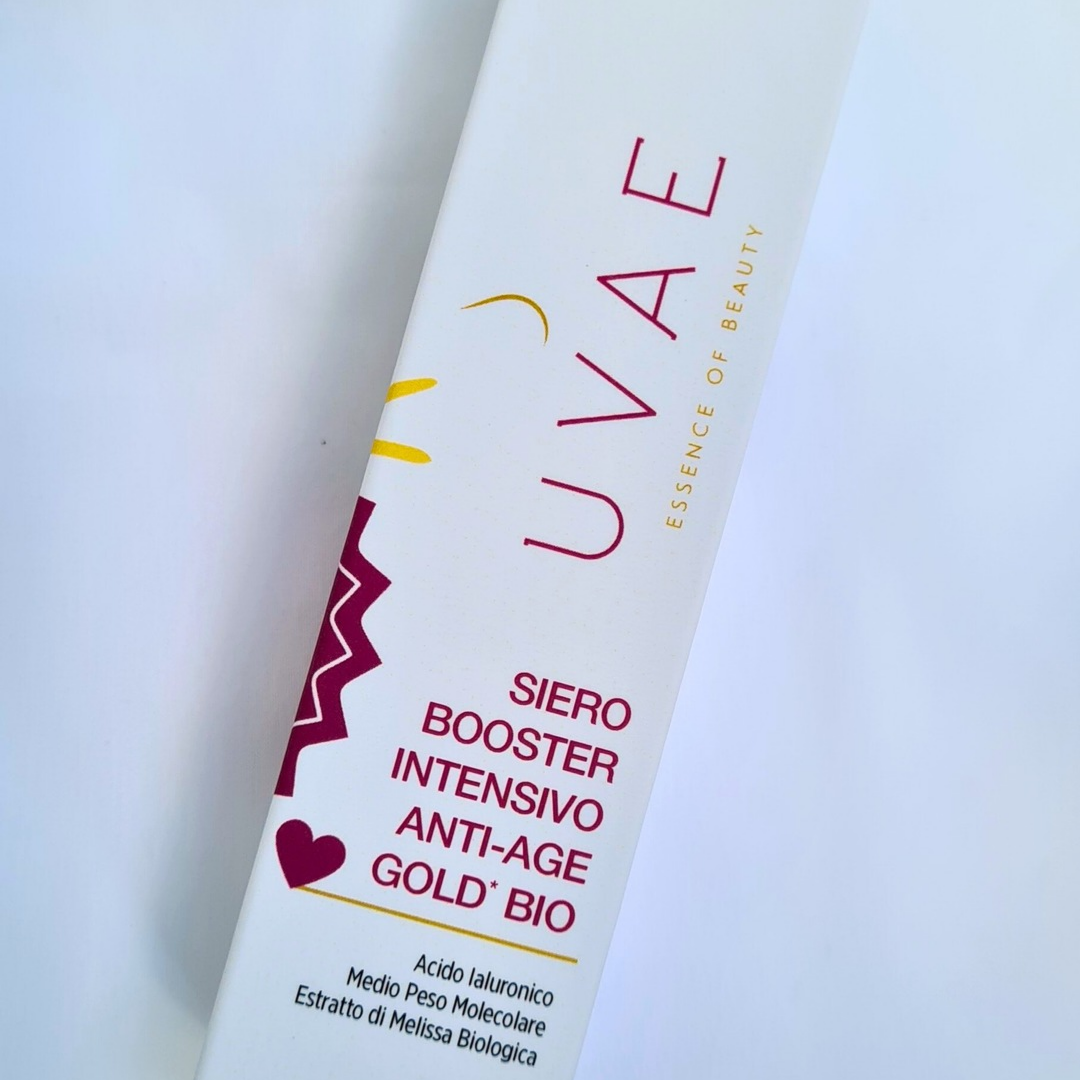 UVAE
ESSENCE OF BEAUTY
SIERO
BOOSTER
INTENSIVO
ANTI-AGE
GOLD* BIO
Acido Ialuronico
Medio Peso Molecolare
Estratto di Melissa Biologica